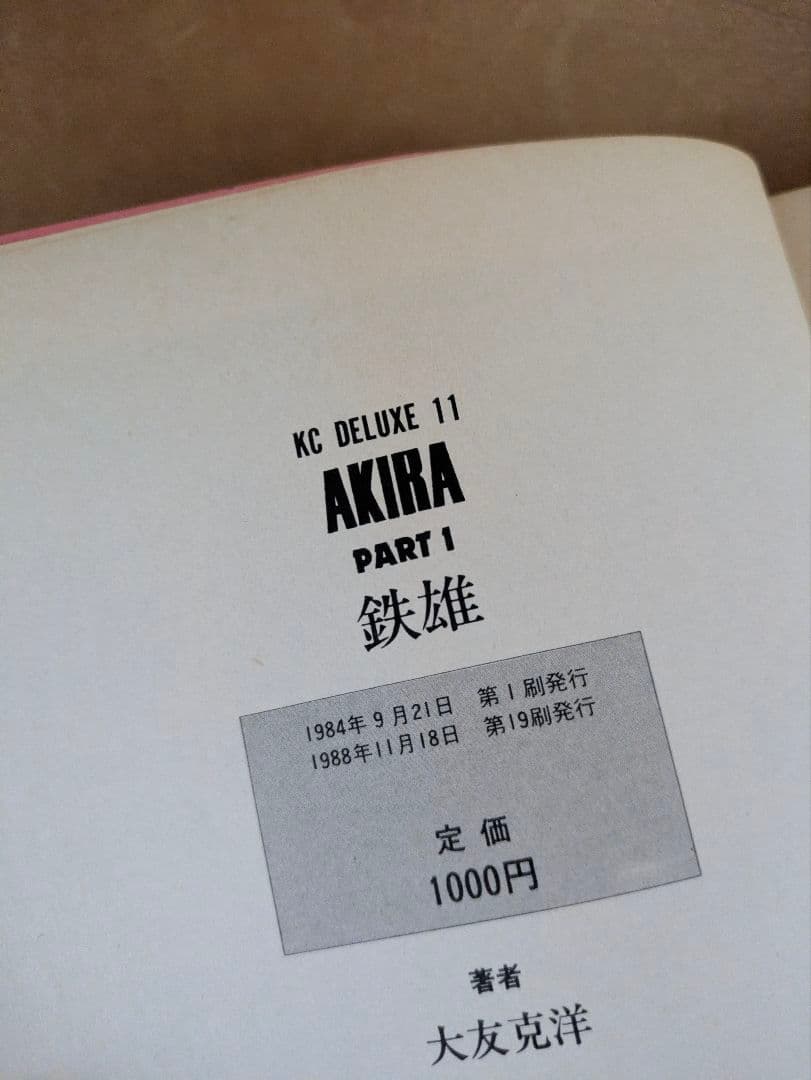 KC DELUXE 11
AKIRA
PART 1
鉄雄
1984年9月21日 第1刷発行
1988年11月18日 第19刷発行
定価
1000円
著者
大友克洋